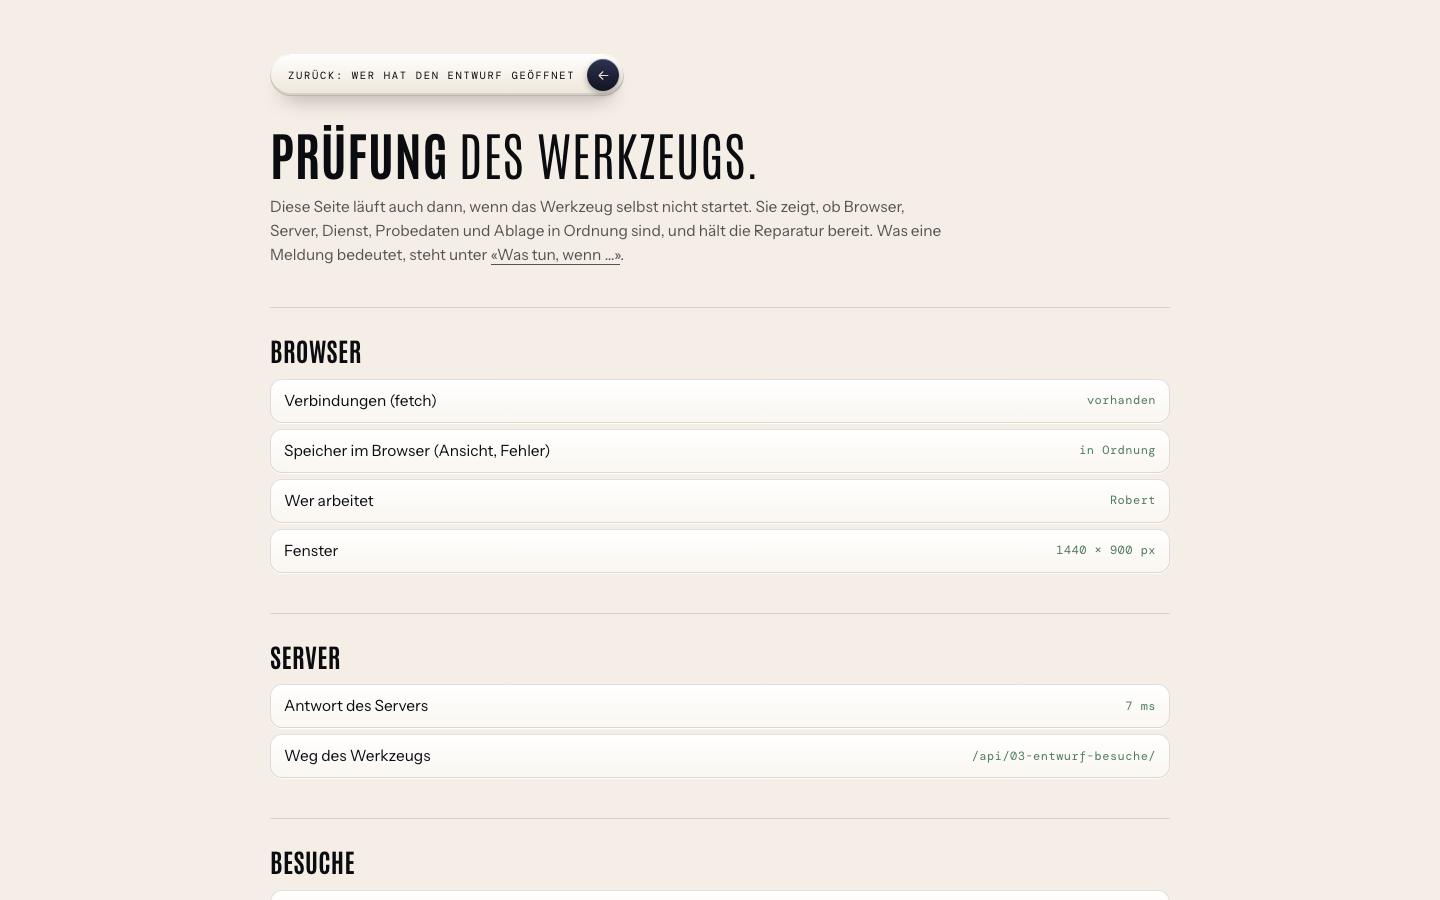 ZURÜCK: WER HAT DEN ENTWURF GEÖFFNET ←
PRÜFUNG DES WERKZEUGS.
Diese Seite läuft auch dann, wenn das Werkzeug selbst nicht startet. Sie zeigt, ob Browser,
Server, Dienst, Probedaten und Ablage in Ordnung sind, und hält die Reparatur bereit. Was eine
Meldung bedeutet, steht unter «Was tun, wenn …».
BROWSER
Verbindungen (fetch) vorhanden
Speicher im Browser (Ansicht, Fehler) in Ordnung
Wer arbeitet Robert
Fenster 1440 × 900 px
SERVER
Antwort des Servers 7 ms
Weg des Werkzeugs /api/03-entwurf-besuche/
BESUCHE